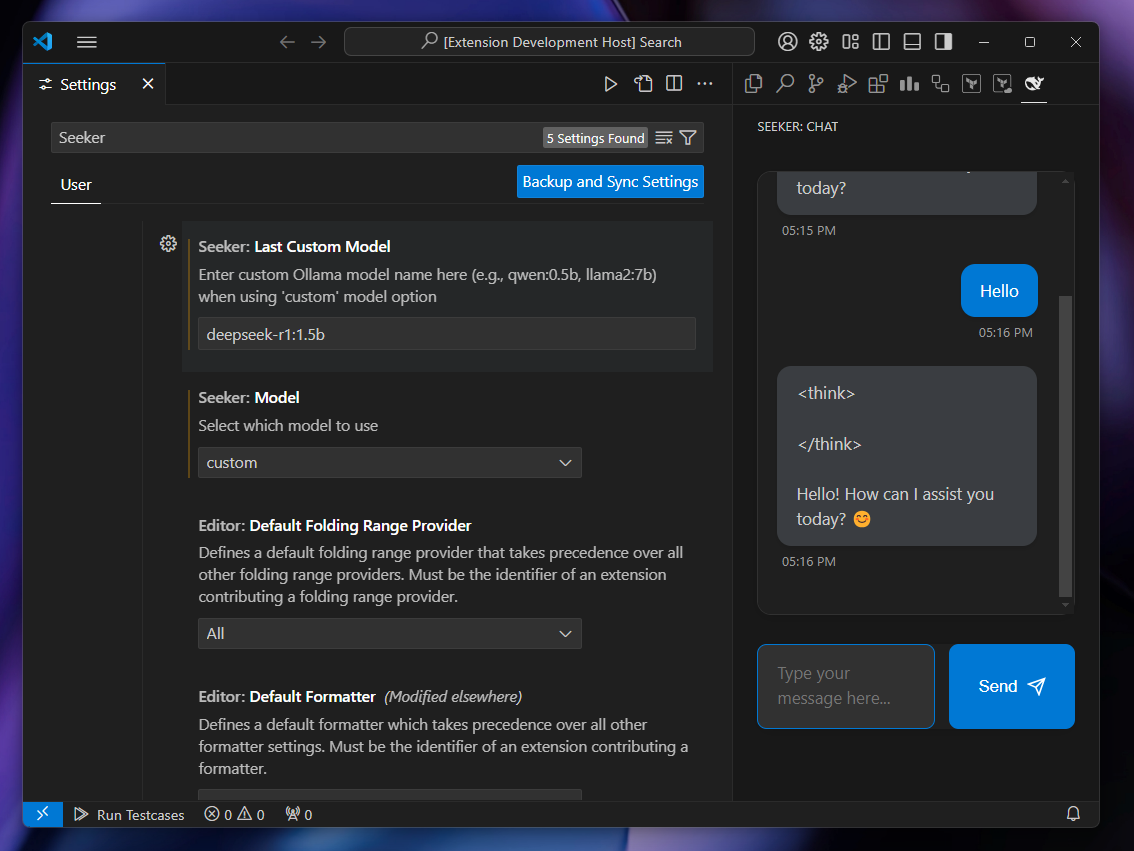 [Extension Development Host] Search
Settings
Seeker
5 Settings Found
User
Backup and Sync Settings
Seeker: Last Custom Model
Enter custom Ollama model name here (e.g., qwen:0.5b, llama2:7b)
when using 'custom' model option
deepseek-r1:1.5b
Seeker: Model
Select which model to use
custom
Editor: Default Folding Range Provider
Defines a default folding range provider that takes precedence over all
other folding range providers. Must be the identifier of an extension
contributing a folding range provider.
All
Editor: Default Formatter (Modified elsewhere)
Defines a default formatter which takes precedence over all other
formatter settings. Must be the identifier of an extension contributing a
formatter.
SEEKER: CHAT
today?
05:15 PM
Hello
05:16 PM
<think>
</think>
Hello! How can I assist you
today? 😊
05:16 PM
Type your
message here...
Send
Run Testcases
0
0
0